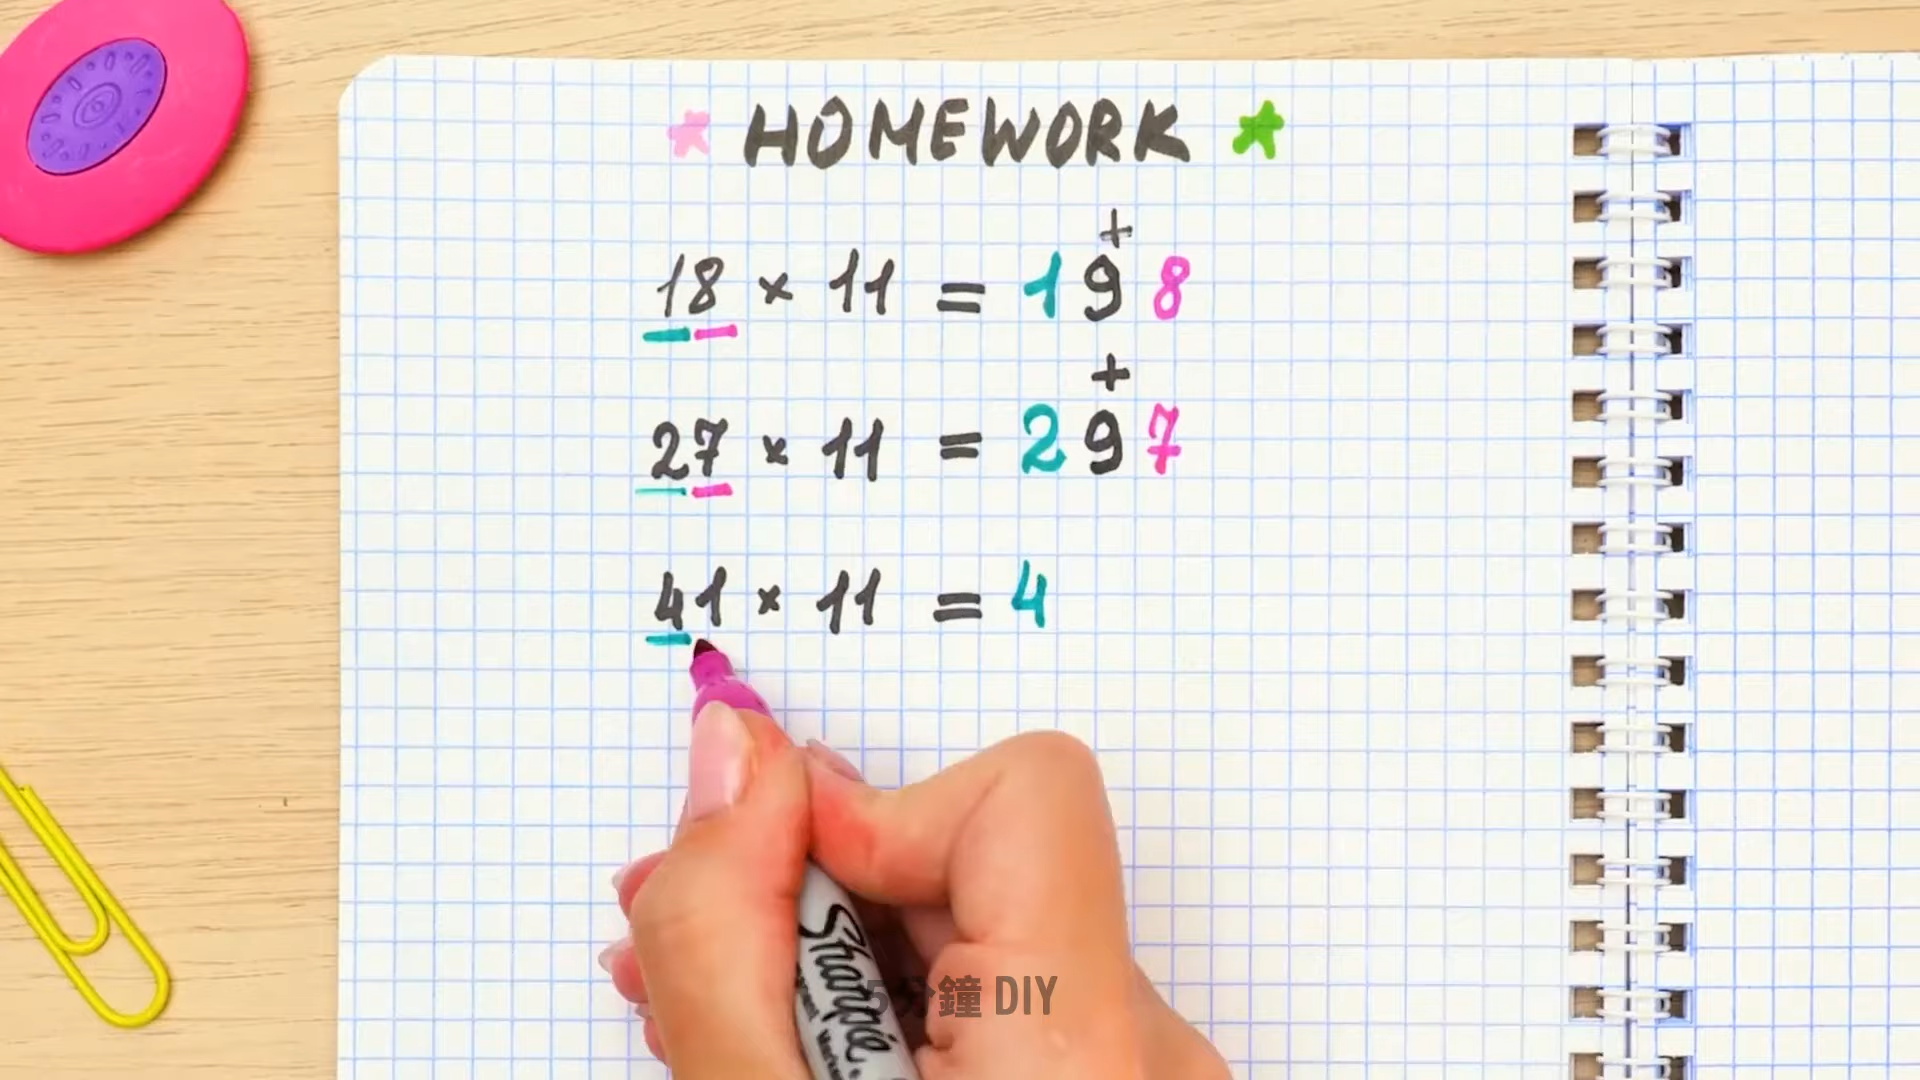 HOMEWORK
+
18 × 11 = 198
+
27 × 11 = 297
41 × 11 = 4
Sharpie
5分鐘 DIY